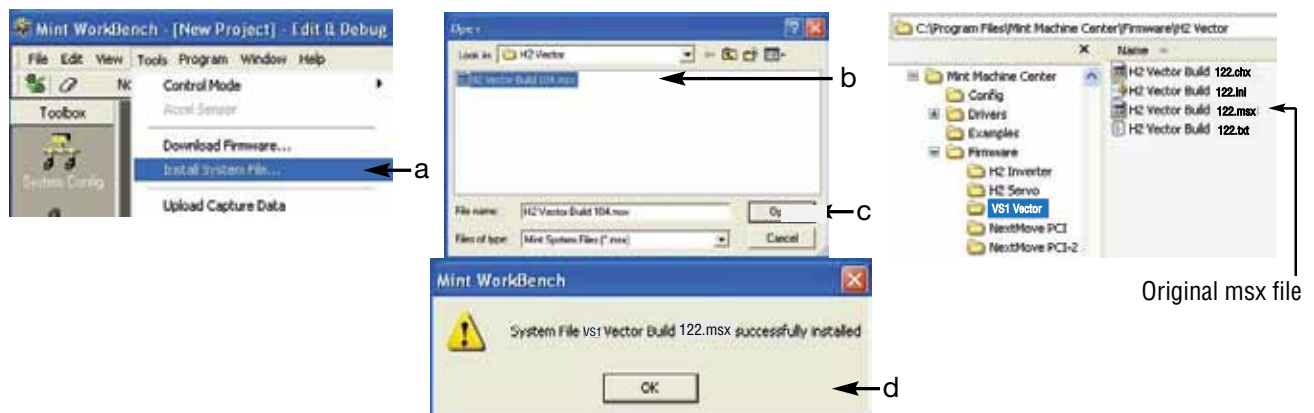 Mint WorkBench - [New Project] - Edit & Debug
File Edit View Tools Program Window Help
Control Mode
Accel Sensor
Toolbox
Download Firmware...
Install System File...
System Config
Upload Capture Data
a
Open
Look in: H2 Vector
H2 Vector Build 104.msx
b
File name: H2 Vector Build 104.msx
Files of type: Mint System Files (*.msx)
Cancel
c
C:\Program Files\Mint Machine Center\Firmware\H2 Vector
Name
Mint Machine Center
Config
Drivers
Examples
Firmware
H2 Inverter
H2 Servo
VS1 Vector
NextMove PCI
NextMove PCI-2
H2 Vector Build 122.chx
H2 Vector Build 122.ini
H2 Vector Build 122.msx
H2 Vector Build 122.txt
Original msx file
Mint WorkBench
System File VS1 Vector Build 122.msx successfully installed
OK
d